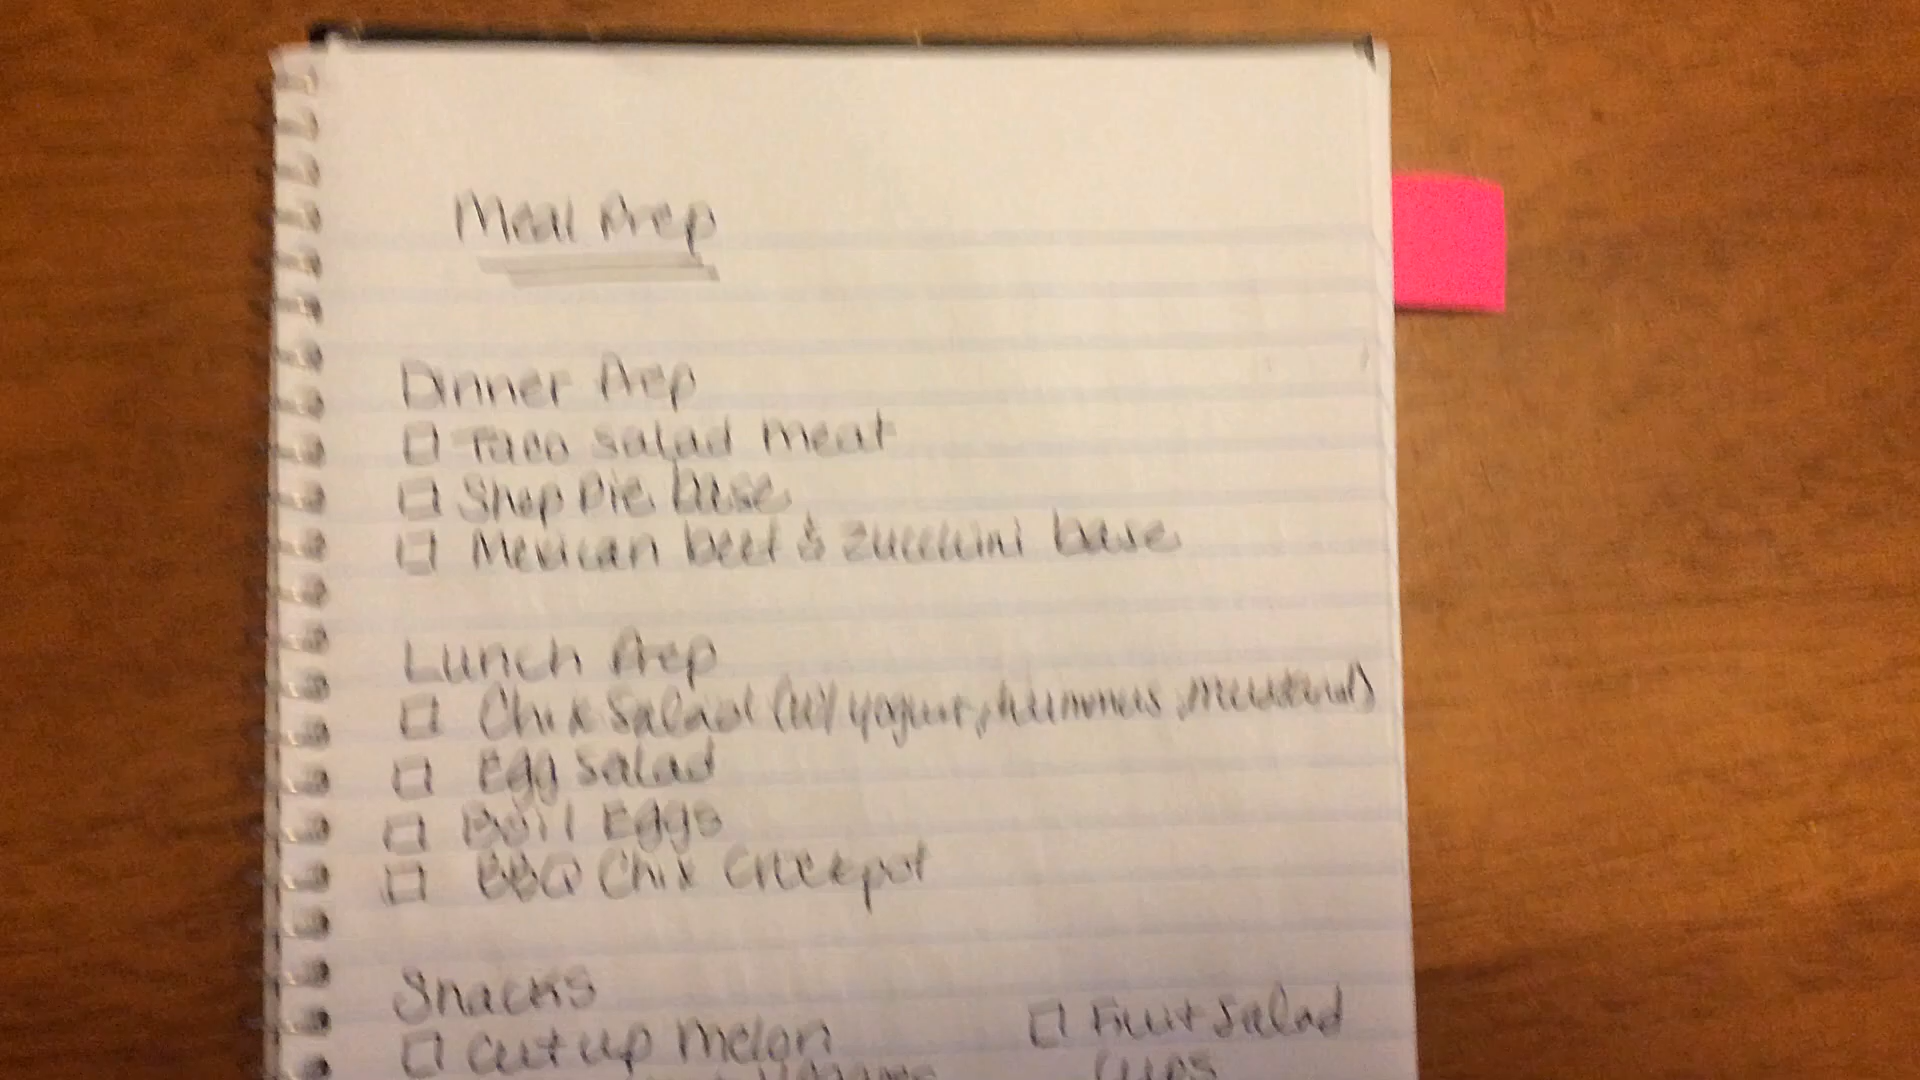 Meal Prep
Dinner Prep
Taco salad meat
Shep Pie base
Mexican beef & zucchini base
Lunch Prep
Chix Salad (w/ yogurt, hummus, mustard)
Egg Salad
Boil Eggs
BBQ Chix Crockpot
Snacks
Cut up melon
Fruit Salad
Cups